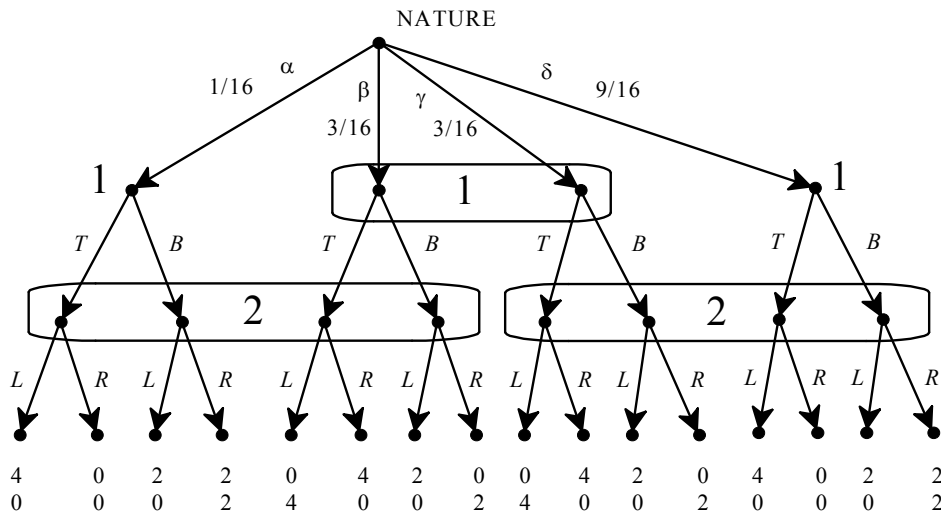 NATURE
α
1/16
β
3/16
γ
3/16
δ
9/16
1
1
1
T B T B T B T B
2 2
L R L R L R L R L R L R L R L R
4 0 2 2 0 4 2 0 0 4 2 0 4 0 2 2
0 0 0 2 4 0 0 2 4 0 0 2 0 0 0 2